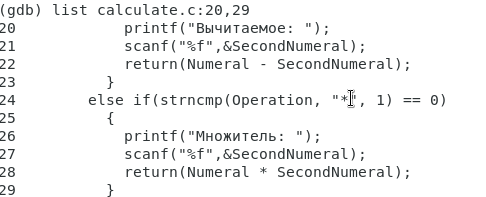 (gdb) list calculate.c:20,29
20 printf("Вычитаемое: ");
21 scanf("%f",&SecondNumeral);
22 return(Numeral - SecondNumeral);
23 }
24 else if(strncmp(Operation, "*", 1) == 0)
25 {
26 printf("Множитель: ");
27 scanf("%f",&SecondNumeral);
28 return(Numeral * SecondNumeral);
29 }